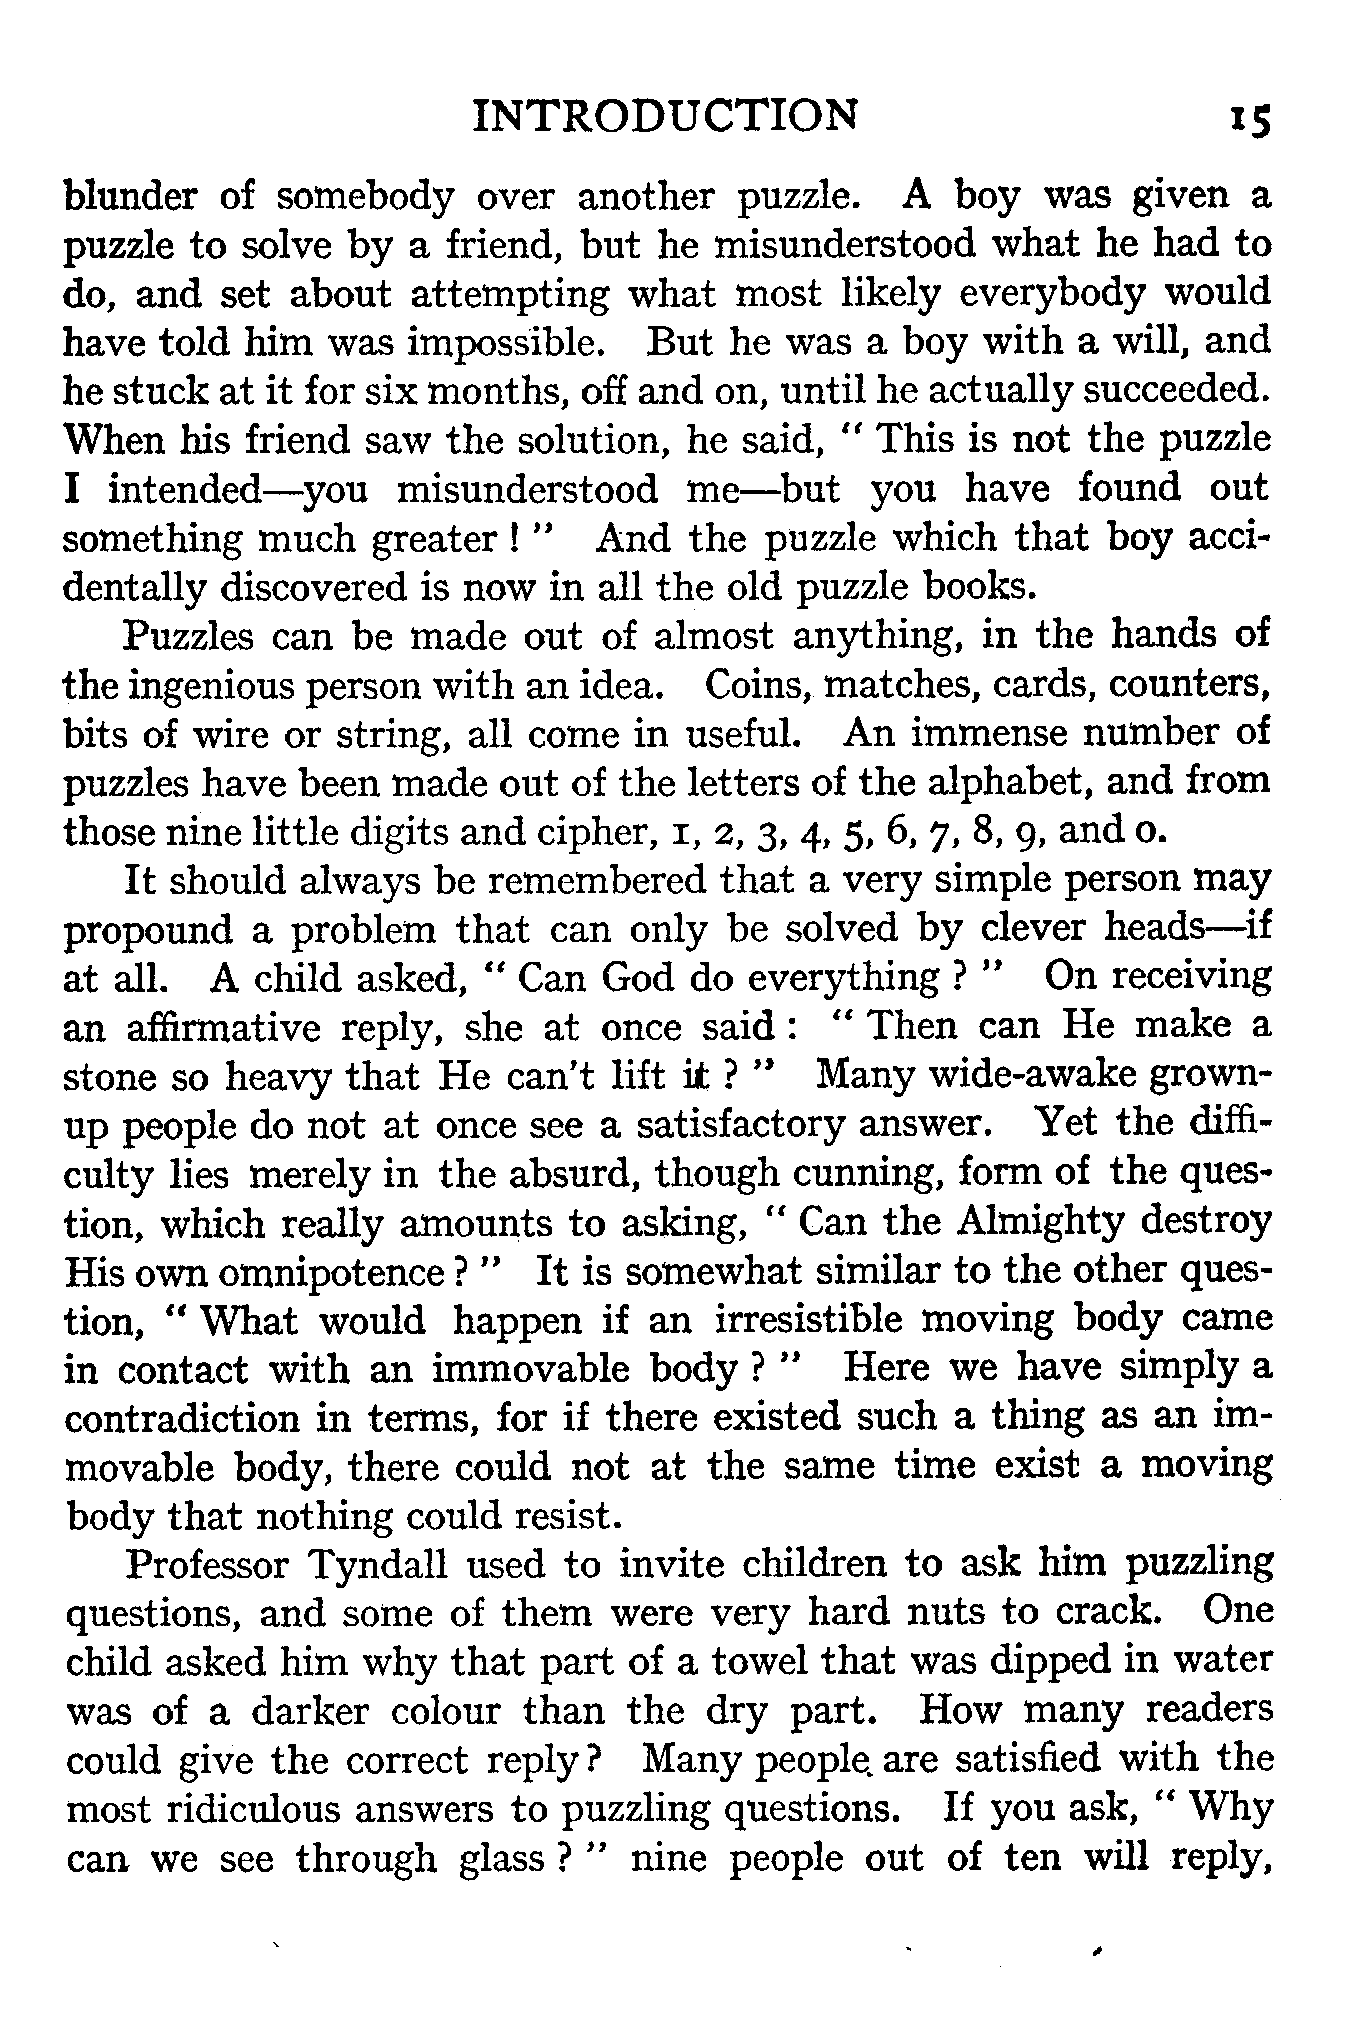 INTRODUCTION 15
blunder of somebody over another puzzle. A boy was given a
puzzle to solve by a friend, but he misunderstood what he had to
do, and set about attempting what most likely everybody would
have told him was impossible. But he was a boy with a will, and
he stuck at it for six months, off and on, until he actually succeeded.
When his friend saw the solution, he said, “ This is not the puzzle
I intended—you misunderstood me—but you have found out
something much greater ! ” And the puzzle which that boy acci-
dentally discovered is now in all the old puzzle books.
Puzzles can be made out of almost anything, in the hands of
the ingenious person with an idea. Coins, matches, cards, counters,
bits of wire or string, all come in useful. An immense number of
puzzles have been made out of the letters of the alphabet, and from
those nine little digits and cipher, 1, 2, 3, 4, 5, 6, 7, 8, 9, and 0.
It should always be remembered that a very simple person may
propound a problem that can only be solved by clever heads—if
at all. A child asked, “ Can God do everything ? ” On receiving
an affirmative reply, she at once said : “ Then can He make a
stone so heavy that He can't lift it ? ” Many wide-awake grown-
up people do not at once see a satisfactory answer. Yet the diffi-
culty lies merely in the absurd, though cunning, form of the ques-
tion, which really amounts to asking, “ Can the Almighty destroy
His own omnipotence ? ” It is somewhat similar to the other ques-
tion, “ What would happen if an irresistible moving body came
in contact with an immovable body ? ” Here we have simply a
contradiction in terms, for if there existed such a thing as an im-
movable body, there could not at the same time exist a moving
body that nothing could resist.
Professor Tyndall used to invite children to ask him puzzling
questions, and some of them were very hard nuts to crack. One
child asked him why that part of a towel that was dipped in water
was of a darker colour than the dry part. How many readers
could give the correct reply? Many people are satisfied with the
most ridiculous answers to puzzling questions. If you ask, “ Why
can we see through glass ? ” nine people out of ten will reply,